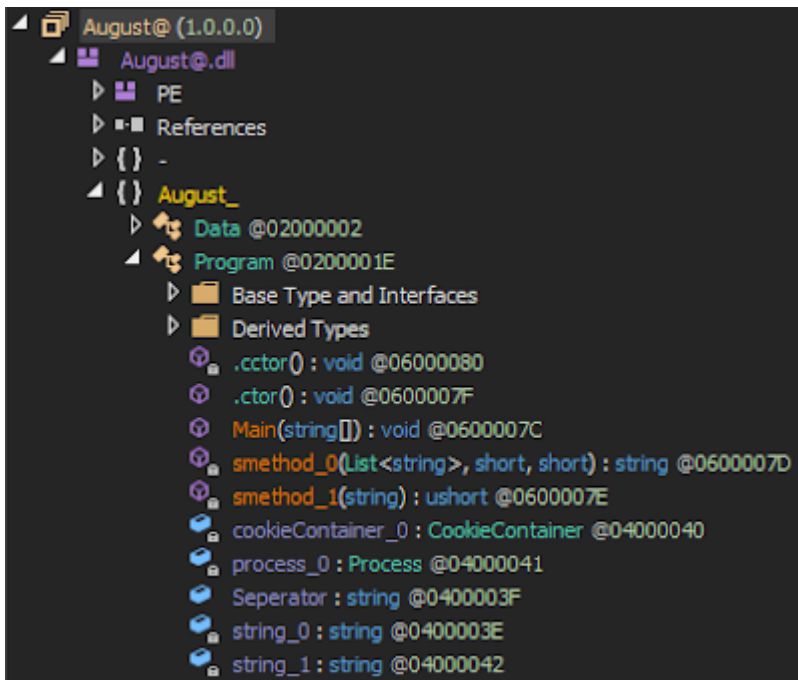 August@ (1.0.0.0)
August@.dll
PE
References
{ } -
{ } August_
Data @02000002
Program @0200001E
Base Type and Interfaces
Derived Types
.cctor() : void @06000080
.ctor() : void @0600007F
Main(string[]) : void @0600007C
smethod_0(List<string>, short, short) : string @0600007D
smethod_1(string) : ushort @0600007E
cookieContainer_0 : CookieContainer @04000040
process_0 : Process @04000041
Seperator : string @0400003F
string_0 : string @0400003E
string_1 : string @04000042